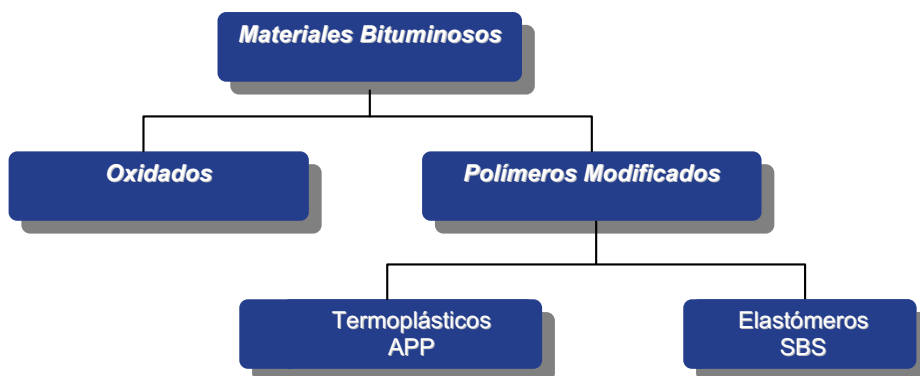 Materiales Bituminosos
Oxidados
Polímeros Modificados
Termoplásticos
APP
Elastómeros
SBS